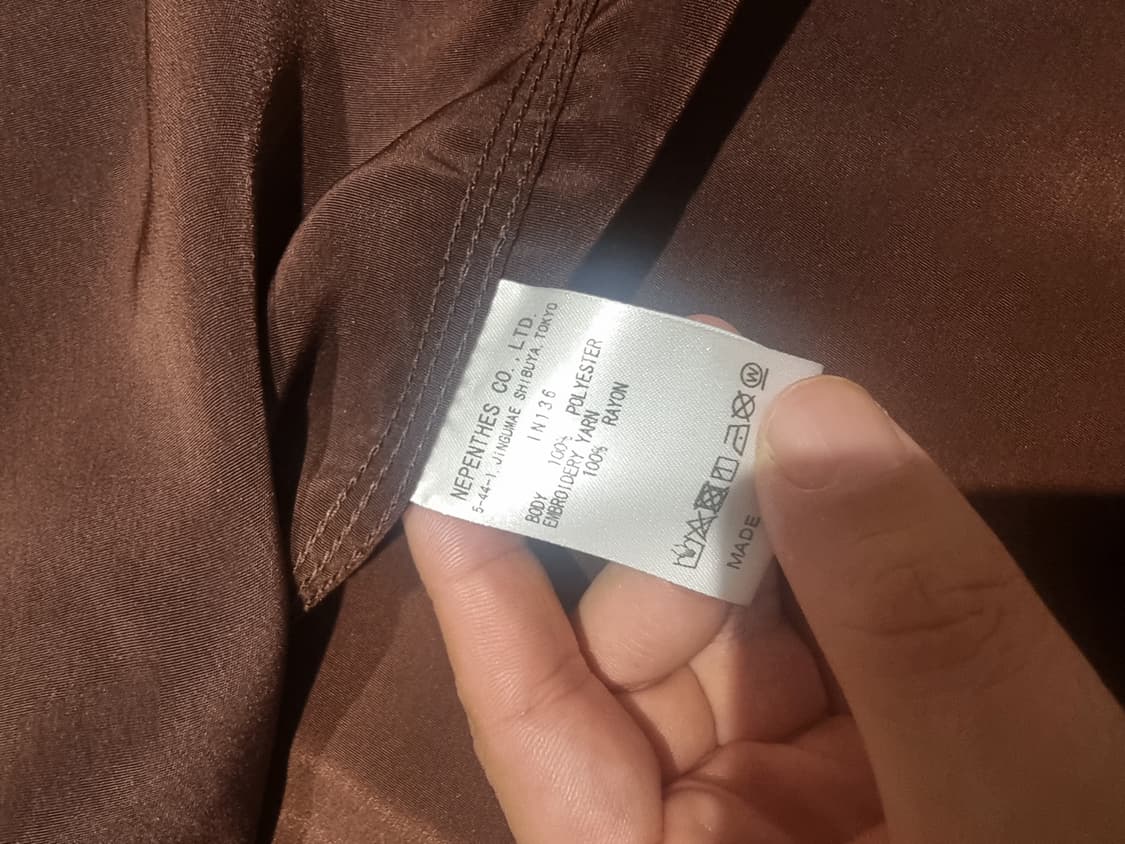 NEPENTHES CO., LTD.
5-44-1, JINGUMAE SHIBUYA, TOKYO
IN136
BODY 100% POLYESTER
EMBROIDERY YARN
100% RAYON
W
MADE